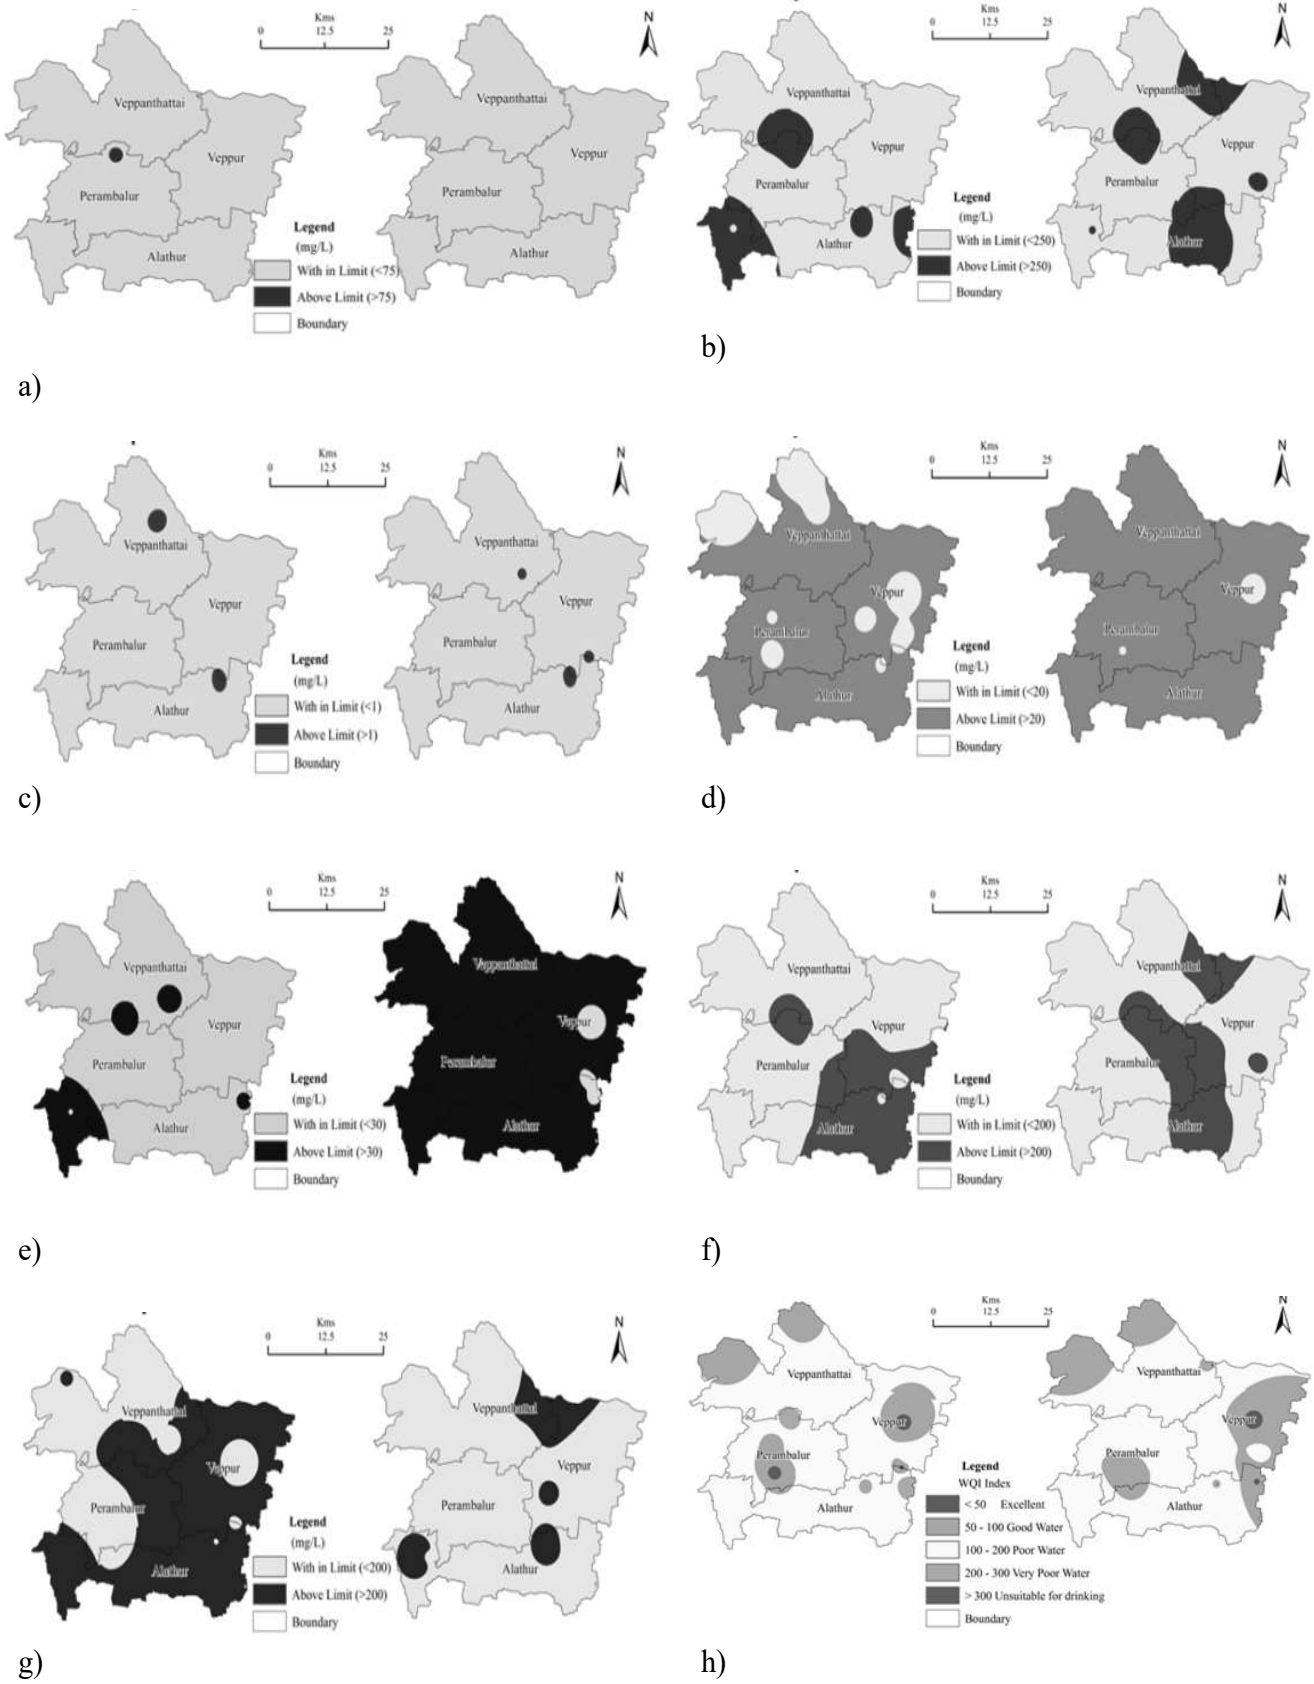 Kms
0 12.5 25
N
Veppanthattai
Veppur
Perambalur
Alathur
Veppanthattai
Veppur
Perambalur
Alathur
Legend
(mg/L)
With in Limit (<75)
Above Limit (>75)
Boundary
a)
Kms
0 12.5 25
N
Veppanthattai
Veppur
Perambalur
Alathur
Veppanthattai
Veppur
Perambalur
Alathur
Legend
(mg/L)
With in Limit (<250)
Above Limit (>250)
Boundary
b)
Kms
0 12.5 25
N
Veppanthattai
Veppur
Perambalur
Alathur
Veppanthattai
Veppur
Perambalur
Alathur
Legend
(mg/L)
With in Limit (<1)
Above Limit (>1)
Boundary
c)
Kms
0 12.5 25
N
Veppanthattai
Veppur
Perambalur
Alathur
Veppanthattai
Veppur
Perambalur
Alathur
Legend
(mg/L)
With in Limit (<20)
Above Limit (>20)
Boundary
d)
Kms
0 12.5 25
N
Veppanthattai
Veppur
Perambalur
Alathur
Veppanthattai
Veppur
Perambalur
Alathur
Legend
(mg/L)
With in Limit (<30)
Above Limit (>30)
Boundary
e)
Kms
0 12.5 25
N
Veppanthattai
Veppur
Perambalur
Alathur
Veppanthattai
Veppur
Perambalur
Alathur
Legend
(mg/L)
With in Limit (<200)
Above Limit (>200)
Boundary
f)
Kms
0 12.5 25
N
Veppanthattai
Veppur
Perambalur
Alathur
Veppanthattai
Veppur
Perambalur
Alathur
Legend
(mg/L)
With in Limit (<200)
Above Limit (>200)
Boundary
g)
Kms
0 12.5 25
N
Veppanthattai
Veppur
Perambalur
Alathur
Veppanthattai
Veppur
Perambalur
Alathur
Legend
WQI Index
< 50 Excellent
50 - 100 Good Water
100 - 200 Poor Water
200 - 300 Very Poor Water
> 300 Unsuitable for drinking
Boundary
h)